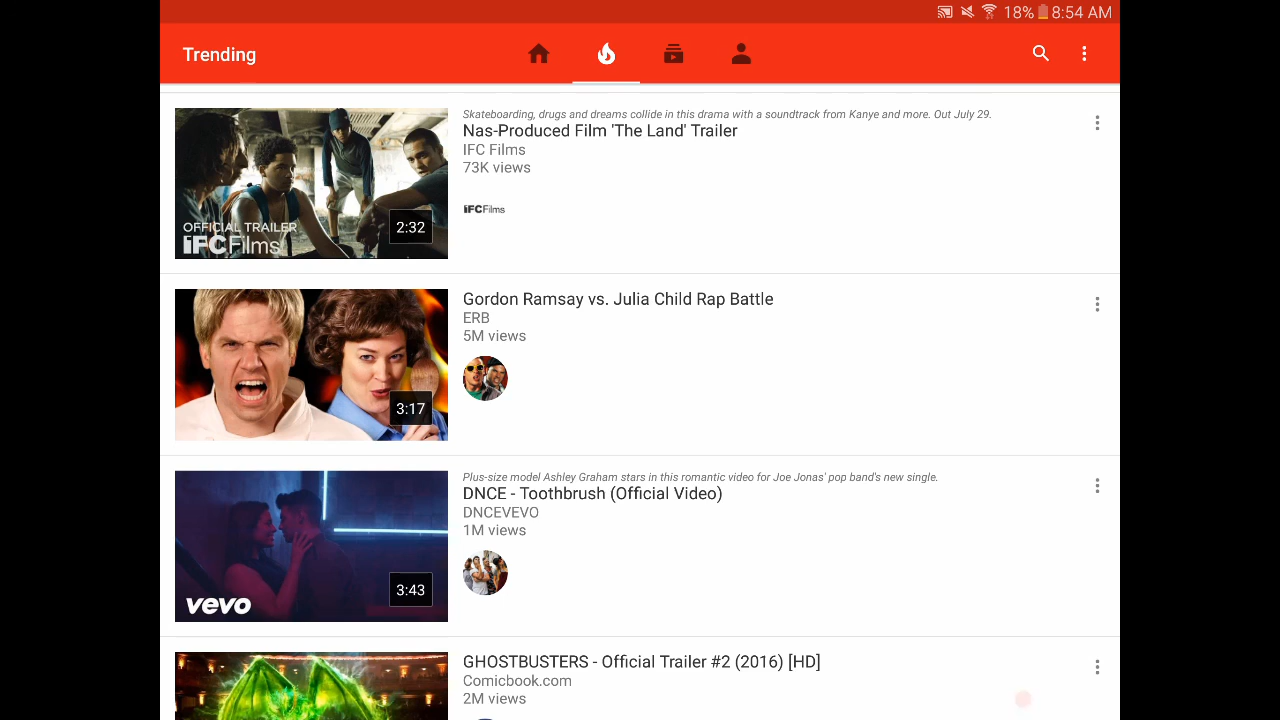 18% 8:54 AM
Trending
Skateboarding, drugs and dreams collide in this drama with a soundtrack from Kanye and more. Out July 29.
Nas-Produced Film 'The Land' Trailer
IFC Films
73K views
IFC Films
OFFICIAL TRAILER
IFC Films
2:32
Gordon Ramsay vs. Julia Child Rap Battle
ERB
5M views
3:17
Plus-size model Ashley Graham stars in this romantic video for Joe Jonas' pop band's new single.
DNCE - Toothbrush (Official Video)
DNCEVEVO
1M views
3:43
vevo
GHOSTBUSTERS - Official Trailer #2 (2016) [HD]
Comicbook.com
2M views